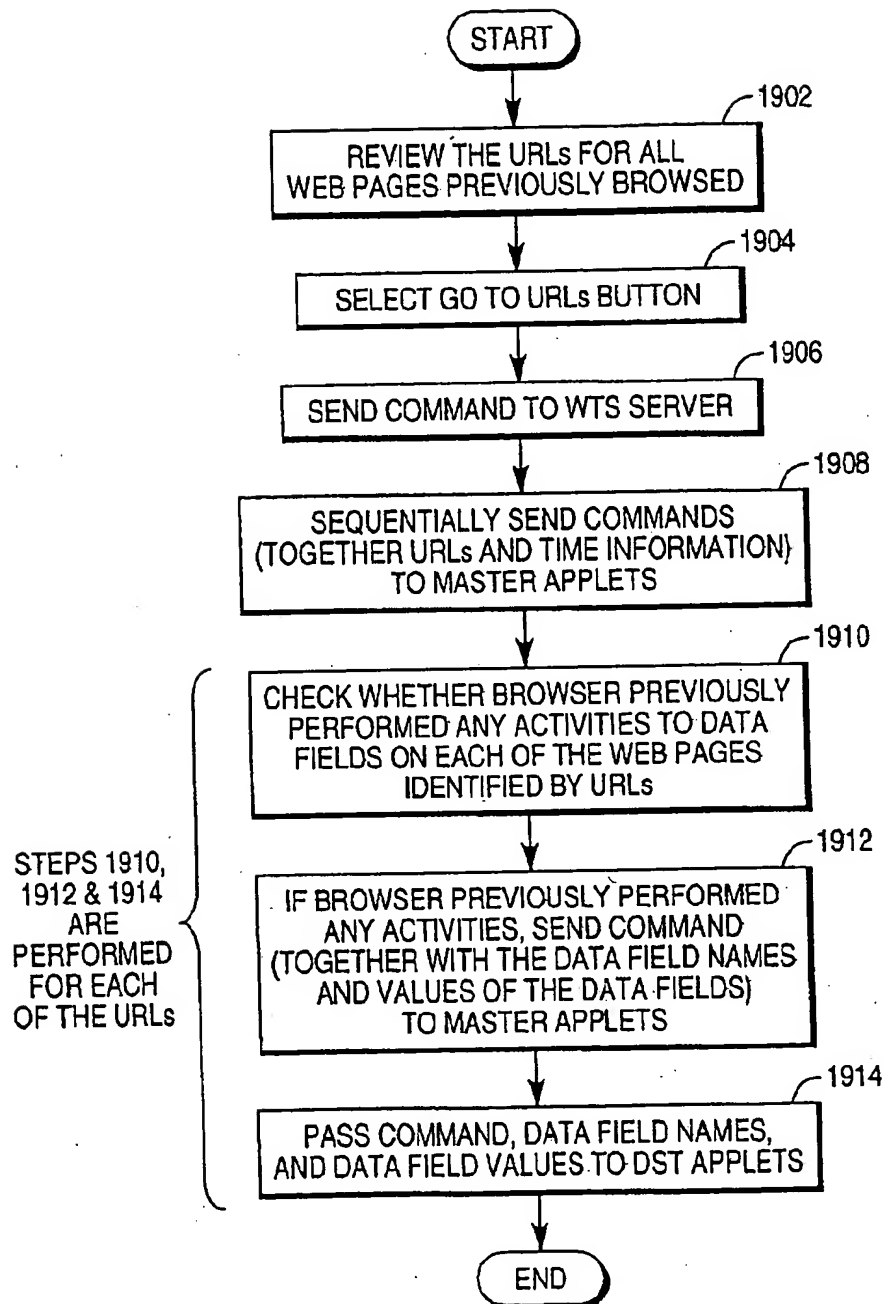 START
1902
REVIEW THE URLs FOR ALL
WEB PAGES PREVIOUSLY BROWSED
1904
SELECT GO TO URLs BUTTON
1906
SEND COMMAND TO WTS SERVER
1908
SEQUENTIALLY SEND COMMANDS
(TOGETHER URLs AND TIME INFORMATION)
TO MASTER APPLETS
1910
CHECK WHETHER BROWSER PREVIOUSLY
PERFORMED ANY ACTIVITIES TO DATA
FIELDS ON EACH OF THE WEB PAGES
IDENTIFIED BY URLs
STEPS 1910,
1912 & 1914
ARE
PERFORMED
FOR EACH
OF THE URLs
1912
IF BROWSER PREVIOUSLY PERFORMED
ANY ACTIVITIES, SEND COMMAND
(TOGETHER WITH THE DATA FIELD NAMES
AND VALUES OF THE DATA FIELDS)
TO MASTER APPLETS
1914
PASS COMMAND, DATA FIELD NAMES,
AND DATA FIELD VALUES TO DST APPLETS
END